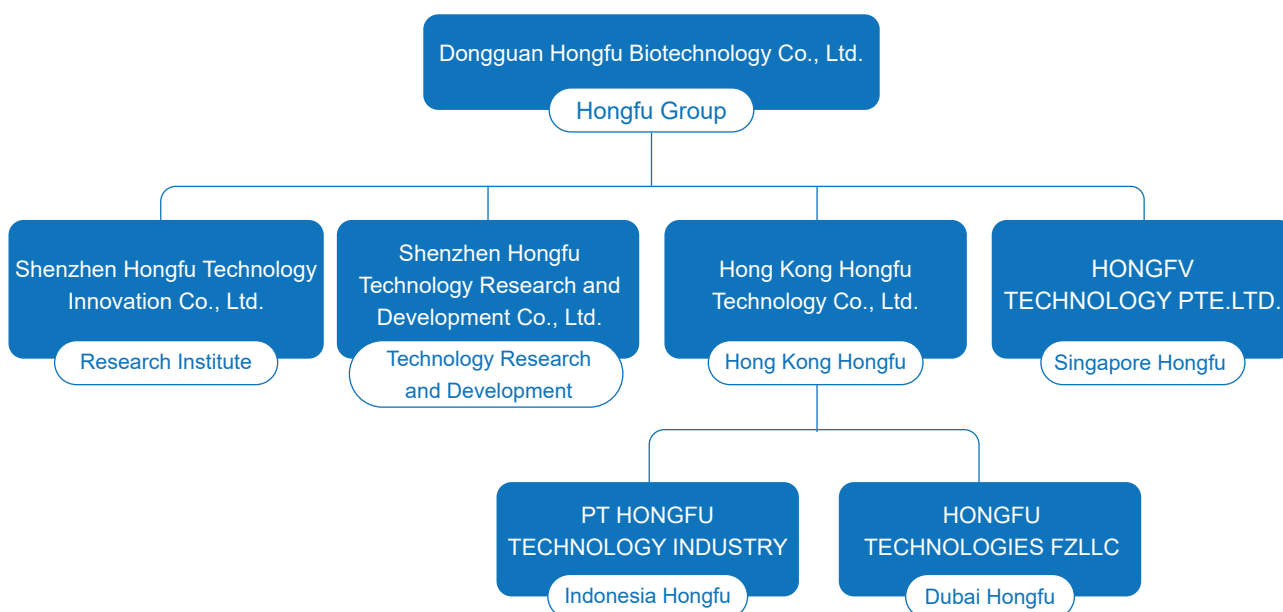 Dongguan Hongfu Biotechnology Co., Ltd.
Hongfu Group
Shenzhen Hongfu Technology
Innovation Co., Ltd.
Research Institute
Shenzhen Hongfu
Technology Research and
Development Co., Ltd.
Technology Research
and Development
Hong Kong Hongfu
Technology Co., Ltd.
Hong Kong Hongfu
HONGFV
TECHNOLOGY PTE.LTD.
Singapore Hongfu
PT HONGFU
TECHNOLOGY INDUSTRY
Indonesia Hongfu
HONGFU
TECHNOLOGIES FZLLC
Dubai Hongfu